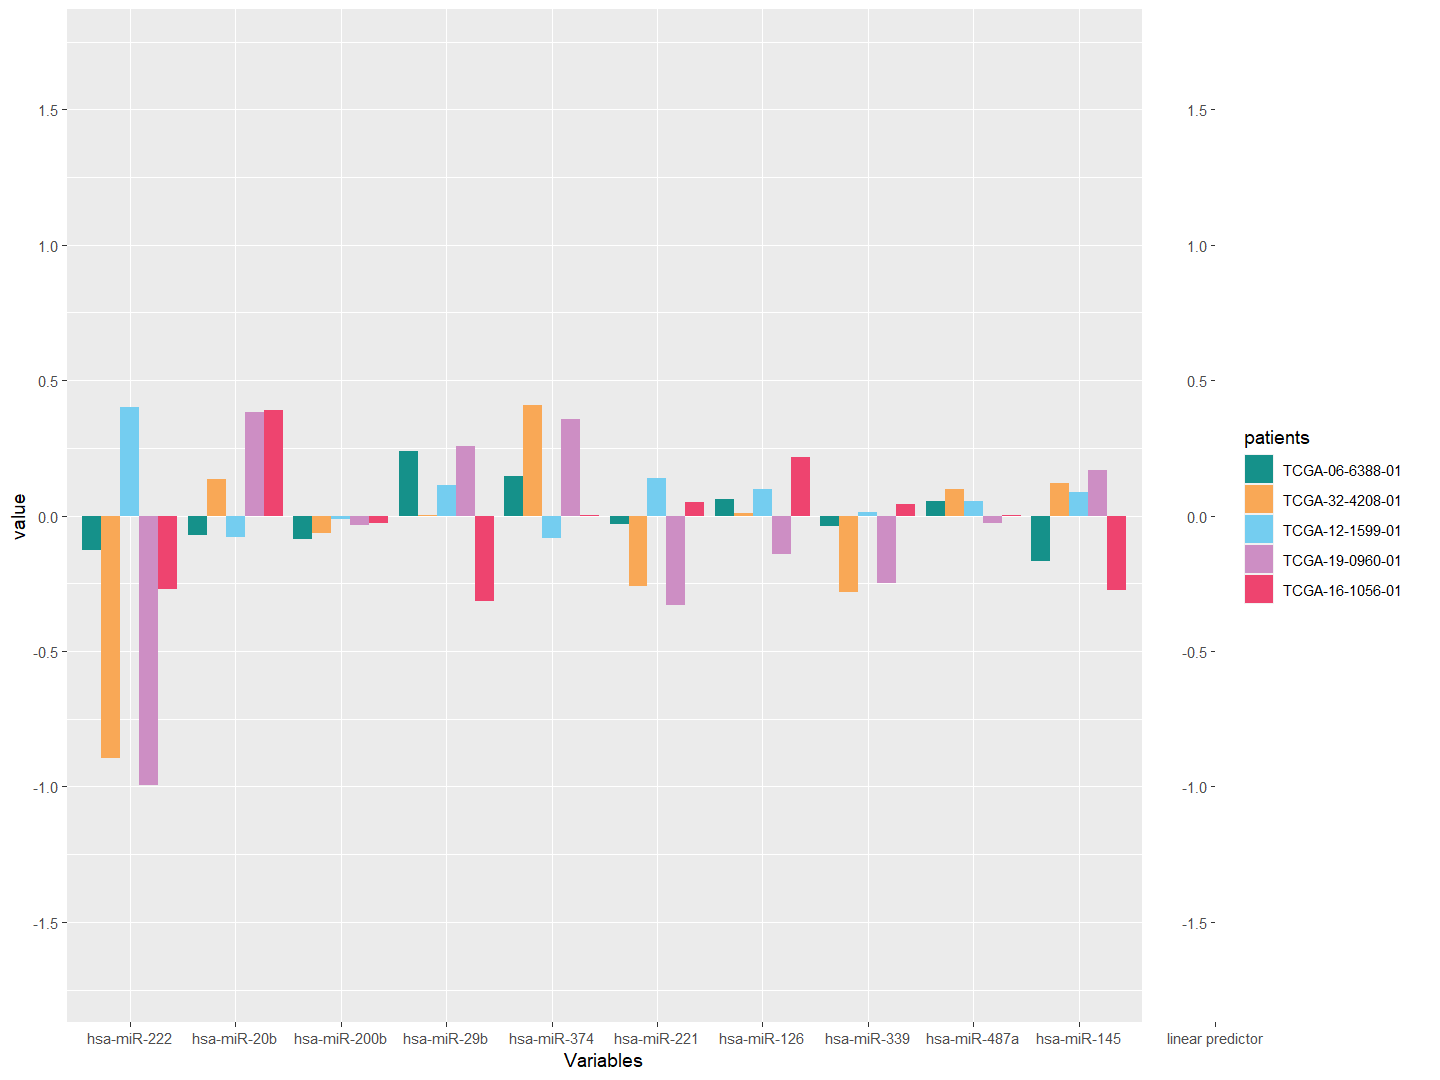 value
1.5
1.0
0.5
0.0
-0.5
-1.0
-1.5
hsa-miR-222 hsa-miR-20b hsa-miR-200b hsa-miR-29b hsa-miR-374 hsa-miR-221 hsa-miR-126 hsa-miR-339 hsa-miR-487a hsa-miR-145
Variables
1.5
1.0
0.5
0.0
-0.5
-1.0
-1.5
linear predictor
patients
TCGA-06-6388-01
TCGA-32-4208-01
TCGA-12-1599-01
TCGA-19-0960-01
TCGA-16-1056-01